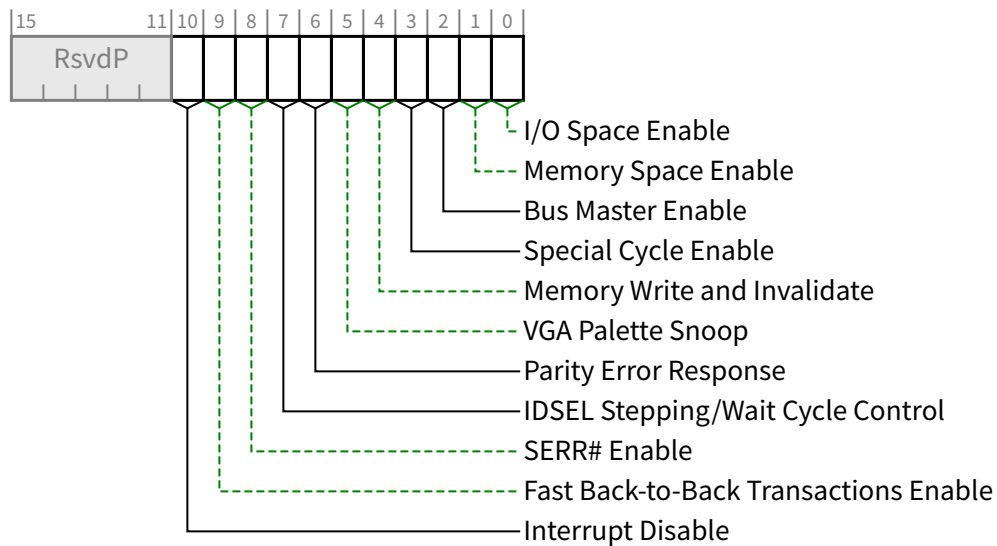 15 11 10 9 8 7 6 5 4 3 2 1 0
RsvdP
I/O Space Enable
Memory Space Enable
Bus Master Enable
Special Cycle Enable
Memory Write and Invalidate
VGA Palette Snoop
Parity Error Response
IDSEL Stepping/Wait Cycle Control
SERR# Enable
Fast Back-to-Back Transactions Enable
Interrupt Disable